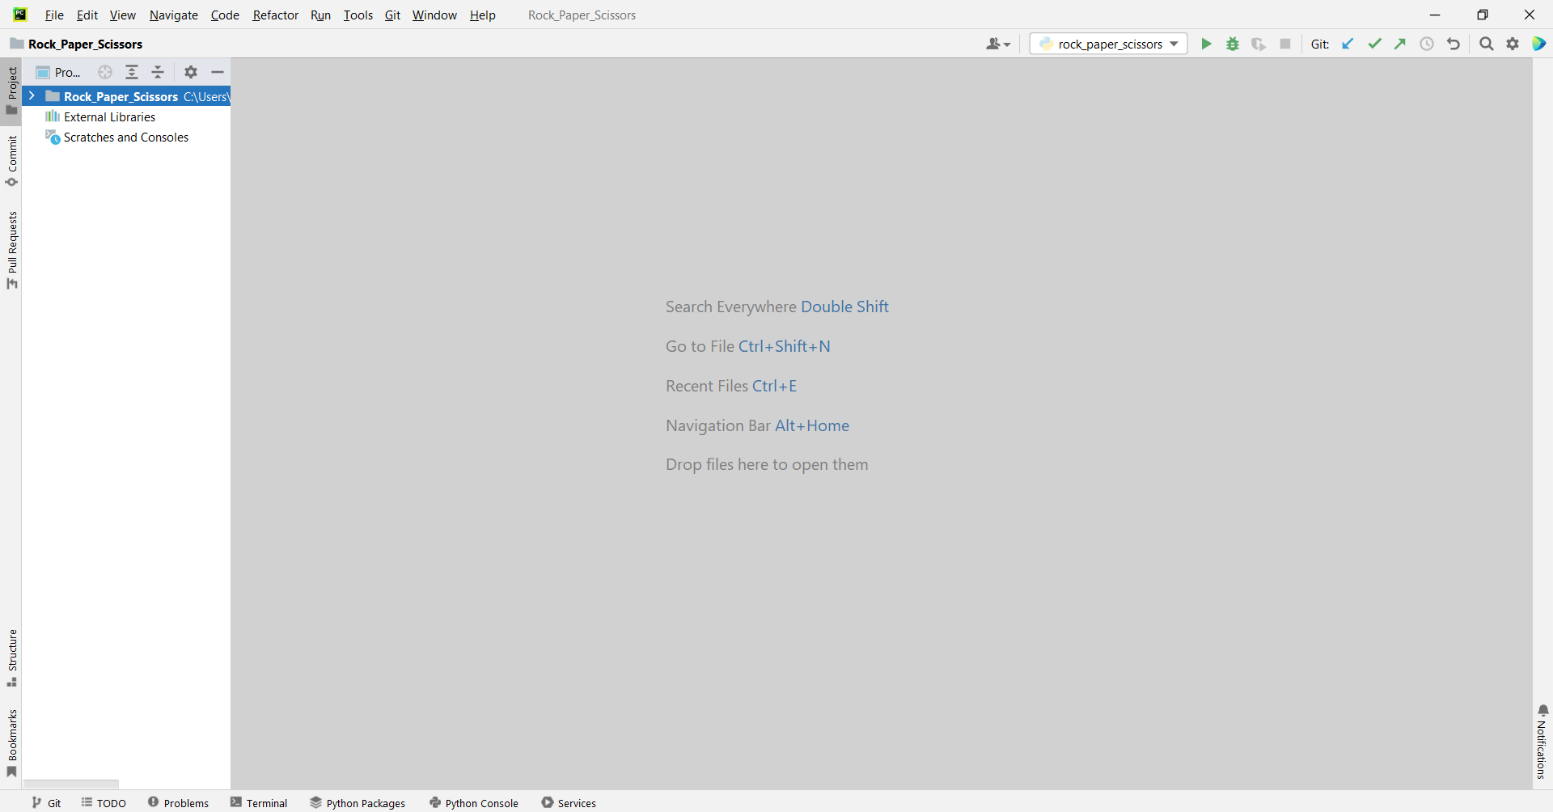 PC File Edit View Navigate Code Refactor Run Tools Git Window Help Rock_Paper_Scissors
Rock_Paper_Scissors rock_paper_scissors Git:
Project
Pro...
Rock_Paper_Scissors C:\Users\
External Libraries
Scratches and Consoles
Commit
Pull Requests
Search Everywhere Double Shift
Go to File Ctrl+Shift+N
Recent Files Ctrl+E
Navigation Bar Alt+Home
Drop files here to open them
Structure
Bookmarks
Notifications
Git TODO Problems Terminal Python Packages Python Console Services